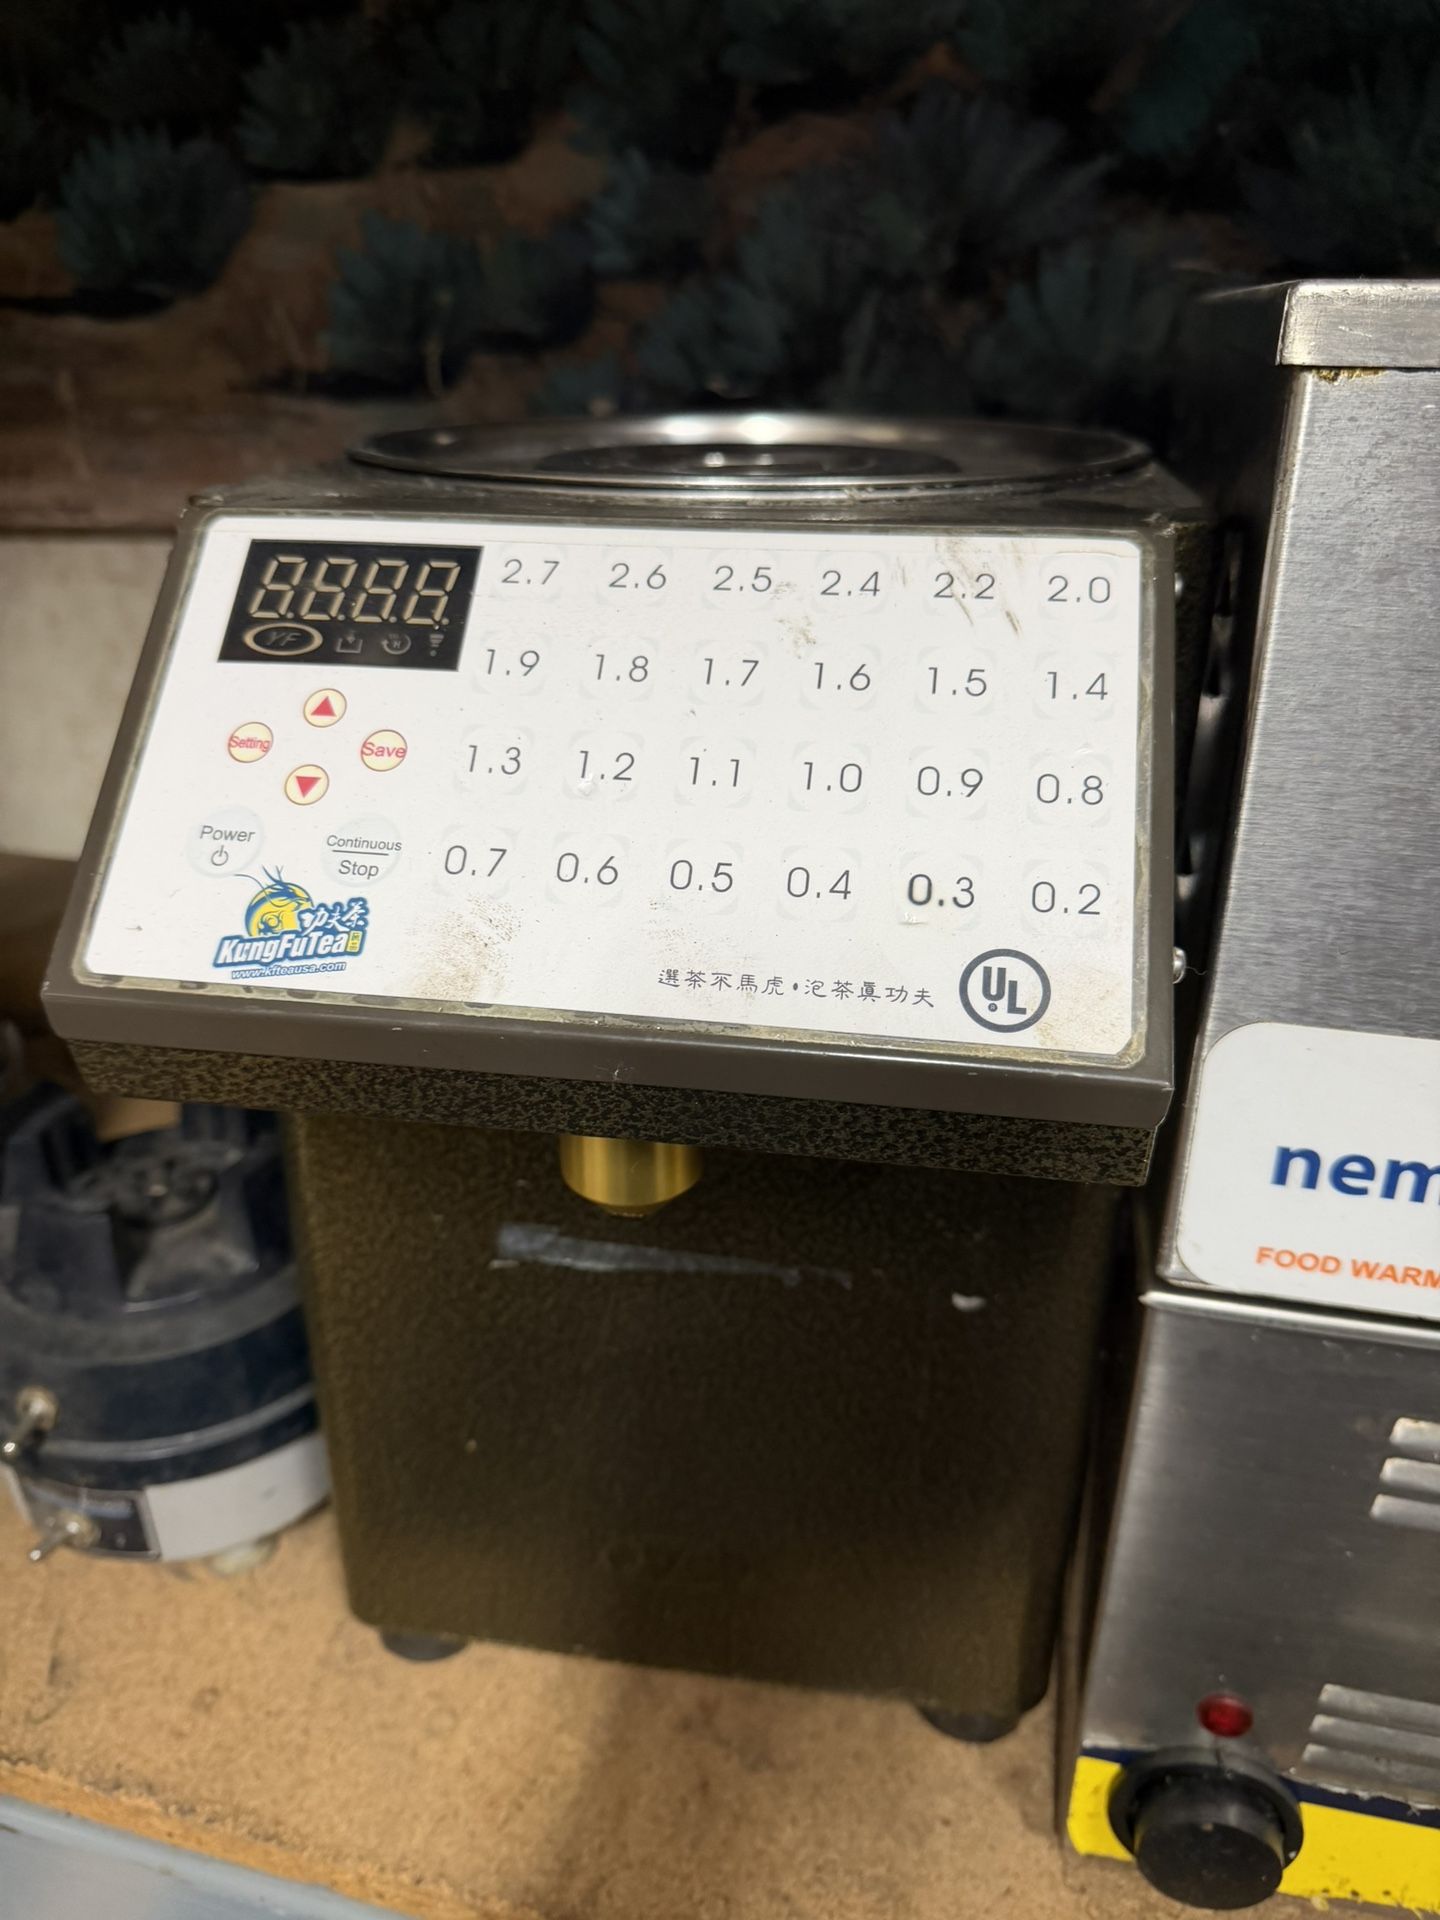 8.8.8.8.
2.7 2.6 2.5 2.4 2.2 2.0
YF
1.9 1.8 1.7 1.6 1.5 1.4
Setting
Save
1.3 1.2 1.1 1.0 0.9 0.8
Power
Continuous
Stop
0.7 0.6 0.5 0.4 0.3 0.2
功夫茶
KungFuTea
www.kfteausa.com
選茶不馬虎•泡茶真功夫
UL
nem
FOOD WARM